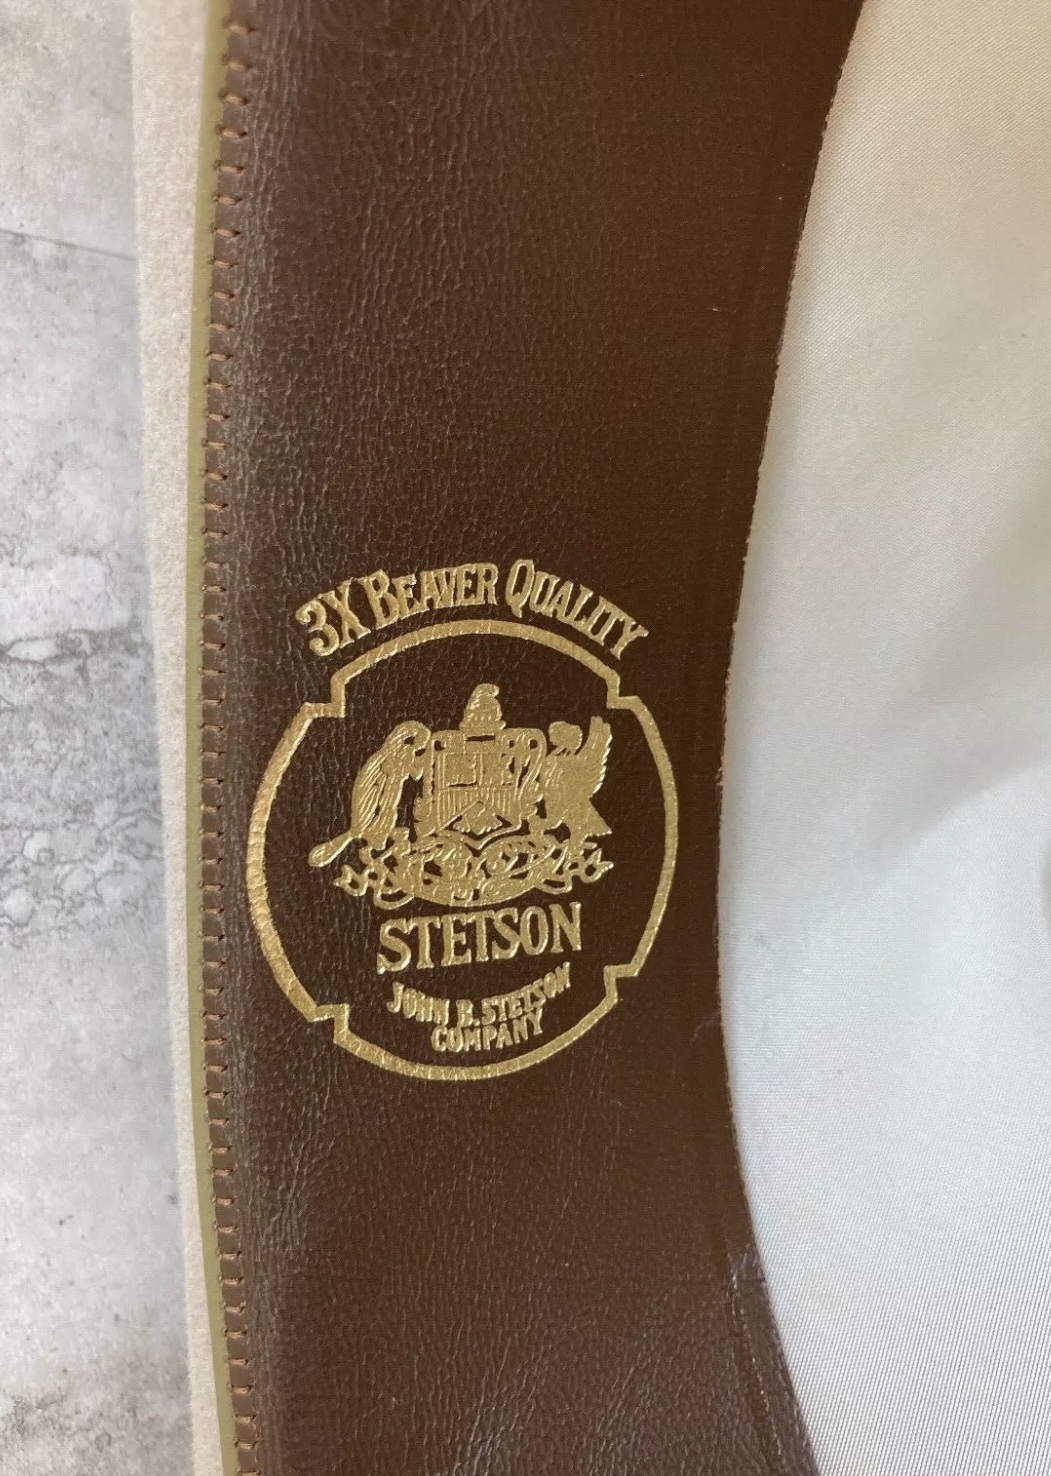 3X BEAVER QUALITY
STETSON
JOHN B. STETSON
COMPANY